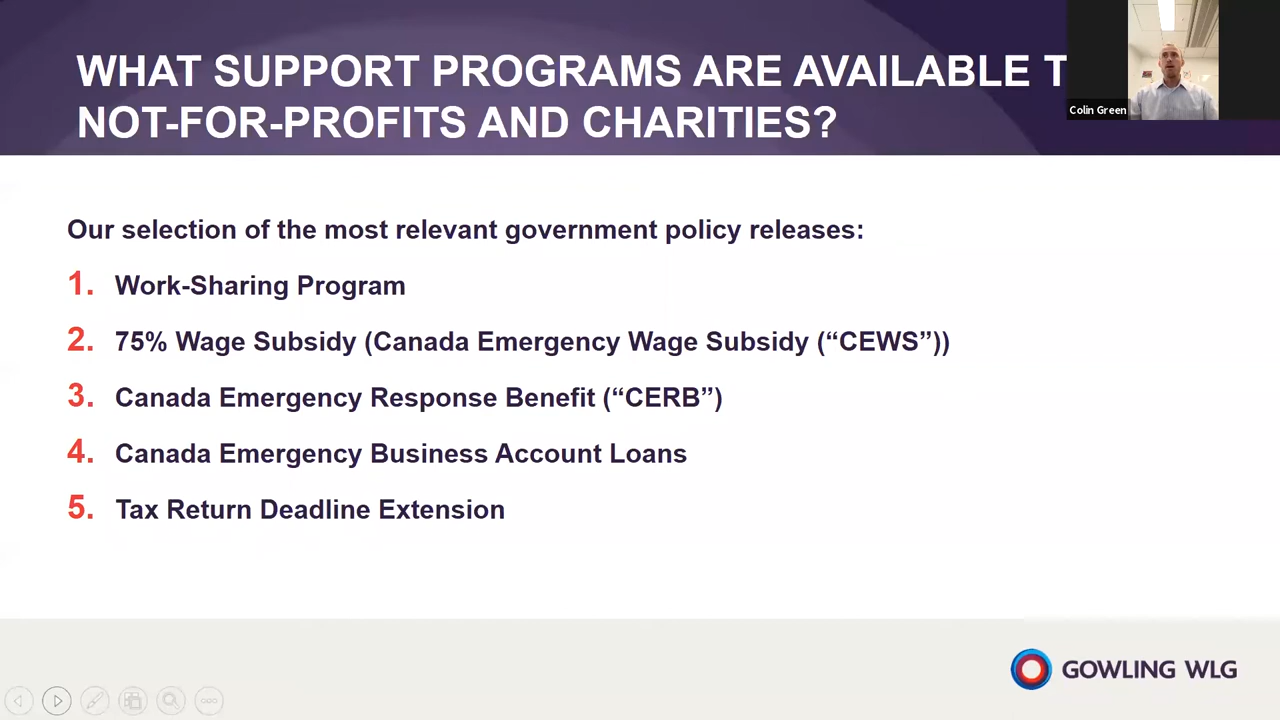 WHAT SUPPORT PROGRAMS ARE AVAILABLE T
NOT-FOR-PROFITS AND CHARITIES?
Colin Green
Our selection of the most relevant government policy releases:
1. Work-Sharing Program
2. 75% Wage Subsidy (Canada Emergency Wage Subsidy (“CEWS”))
3. Canada Emergency Response Benefit (“CERB”)
4. Canada Emergency Business Account Loans
5. Tax Return Deadline Extension
GOWLING WLG